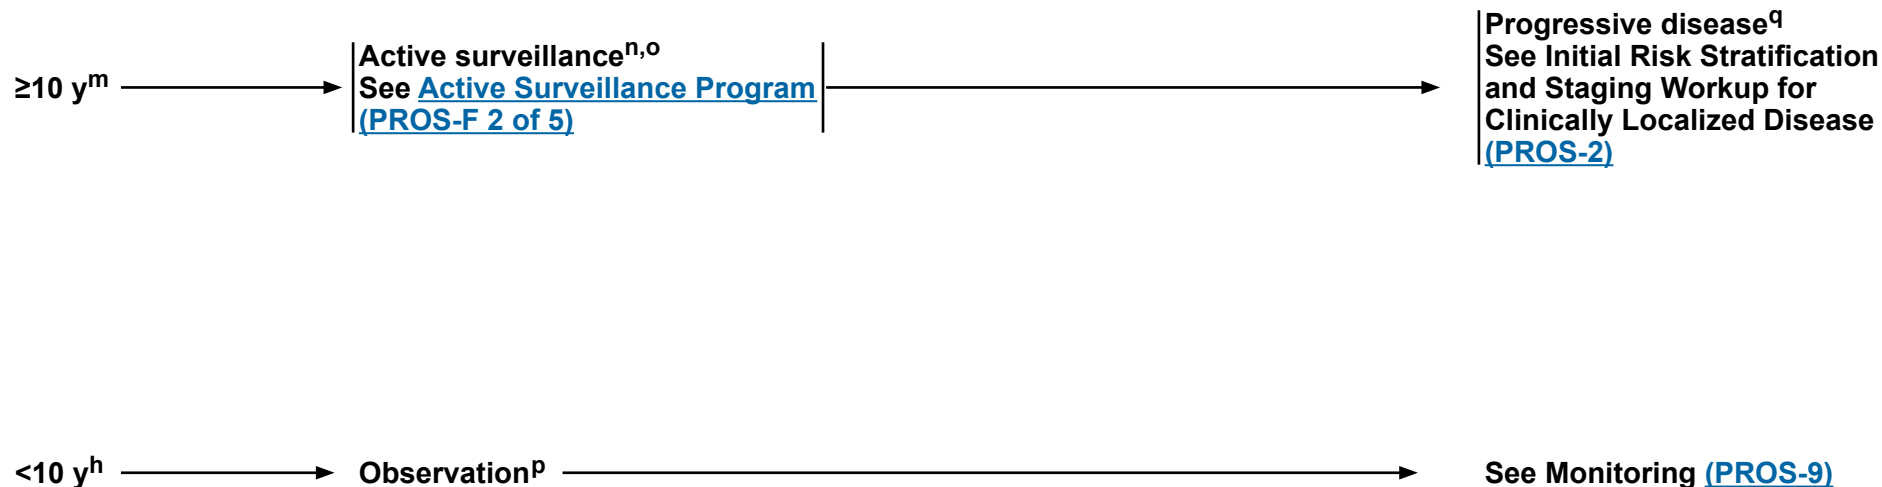 ≥10 yᵐ
Active surveillanceⁿ,ᵒ
See Active Surveillance Program
(PROS-F 2 of 5)
Progressive disease^q
See Initial Risk Stratification
and Staging Workup for
Clinically Localized Disease
(PROS-2)
<10 yʰ
Observationᵖ
See Monitoring (PROS-9)